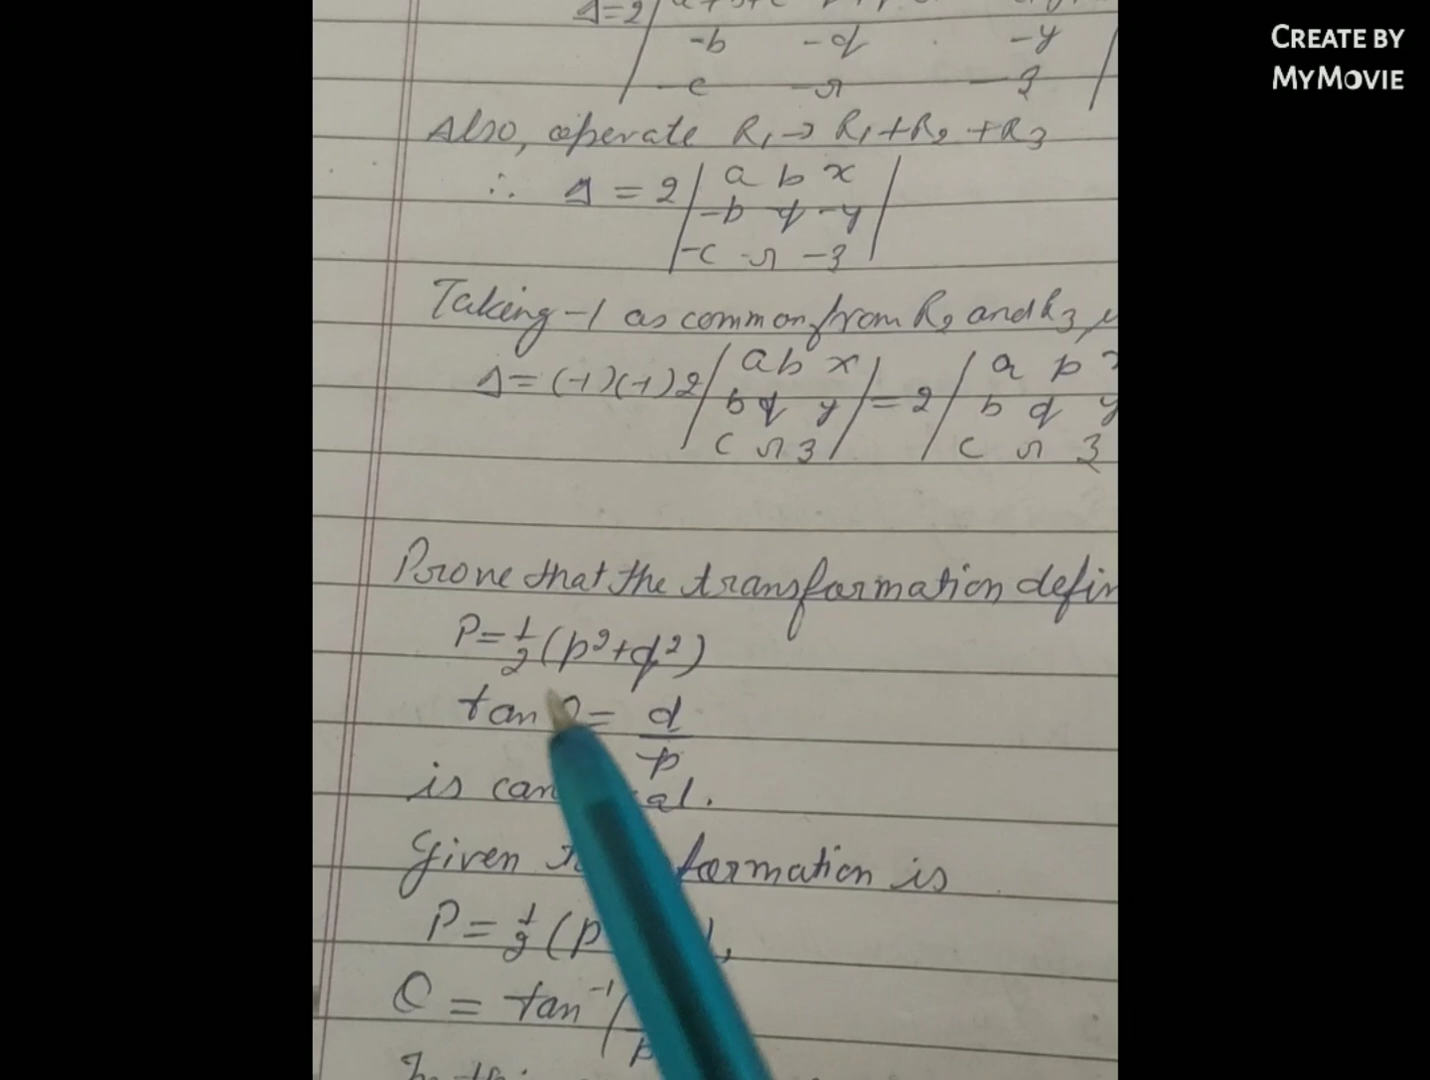 CREATE BY
MYMOVIE
Δ=2
-b -q -y
-c -r -z
Also, operate R₁→ R₁+R₂+R₃
∴ Δ = 2 | a b x
-b q -y
-c -r -z |
Taking -1 as common from R₂ and R₃,
Δ = (-1)(-1)2 | a b x
b q y
c r z | = 2 | a p
b q y
c r z
Prove that the transformation defin
P=½(p²+q²)
tan = q/p
is can al.
Given formation is
P = ½ (p ),
Q = tan⁻¹(
p